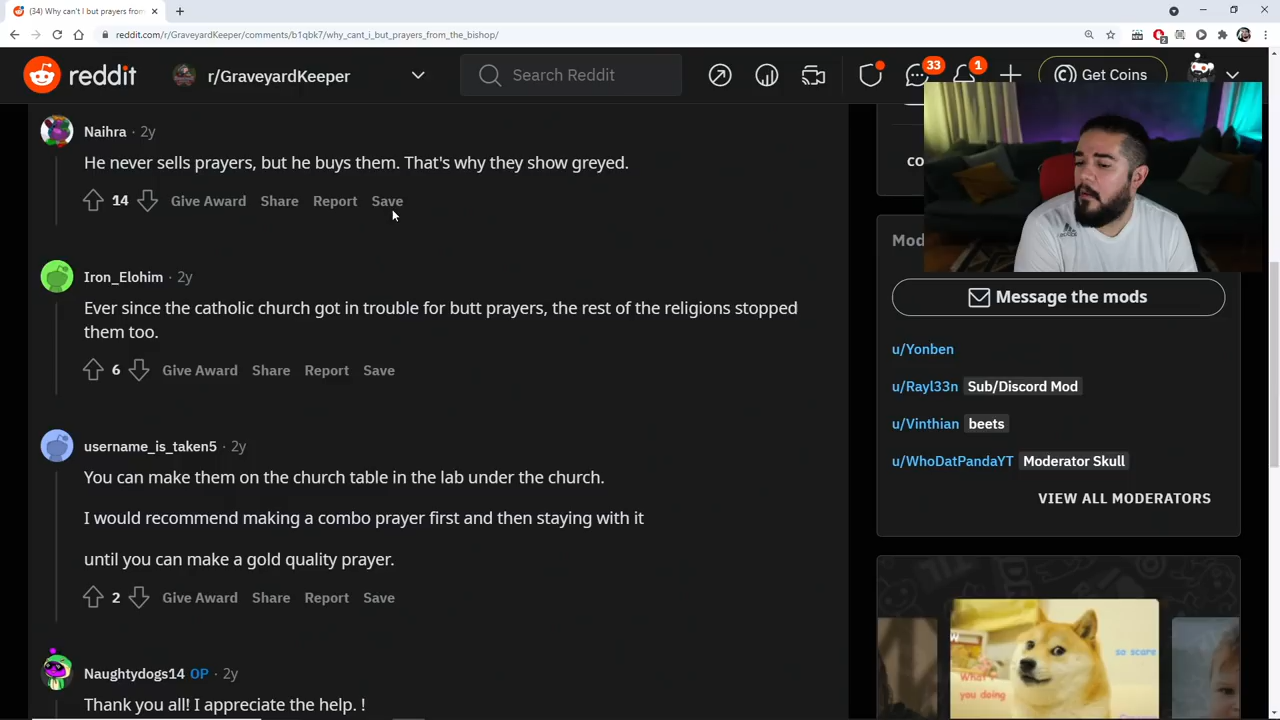 (34) Why can't I but prayers from
reddit.com/r/GraveyardKeeper/comments/b1qbk7/why_cant_i_but_prayers_from_the_bishop/
reddit
r/GraveyardKeeper
Search Reddit
33
1
Get Coins
Naihra · 2y
He never sells prayers, but he buys them. That's why they show greyed.
14 Give Award Share Report Save
Iron_Elohim · 2y
Ever since the catholic church got in trouble for butt prayers, the rest of the religions stopped
them too.
6 Give Award Share Report Save
username_is_taken5 · 2y
You can make them on the church table in the lab under the church.
I would recommend making a combo prayer first and then staying with it
until you can make a gold quality prayer.
2 Give Award Share Report Save
Naughtydogs14 OP · 2y
Thank you all! I appreciate the help. !
co
Mod
Message the mods
u/Yonben
u/Rayl33n Sub/Discord Mod
u/Vinthian beets
u/WhoDatPandaYT Moderator Skull
VIEW ALL MODERATORS
W
so scare
What's
you doing